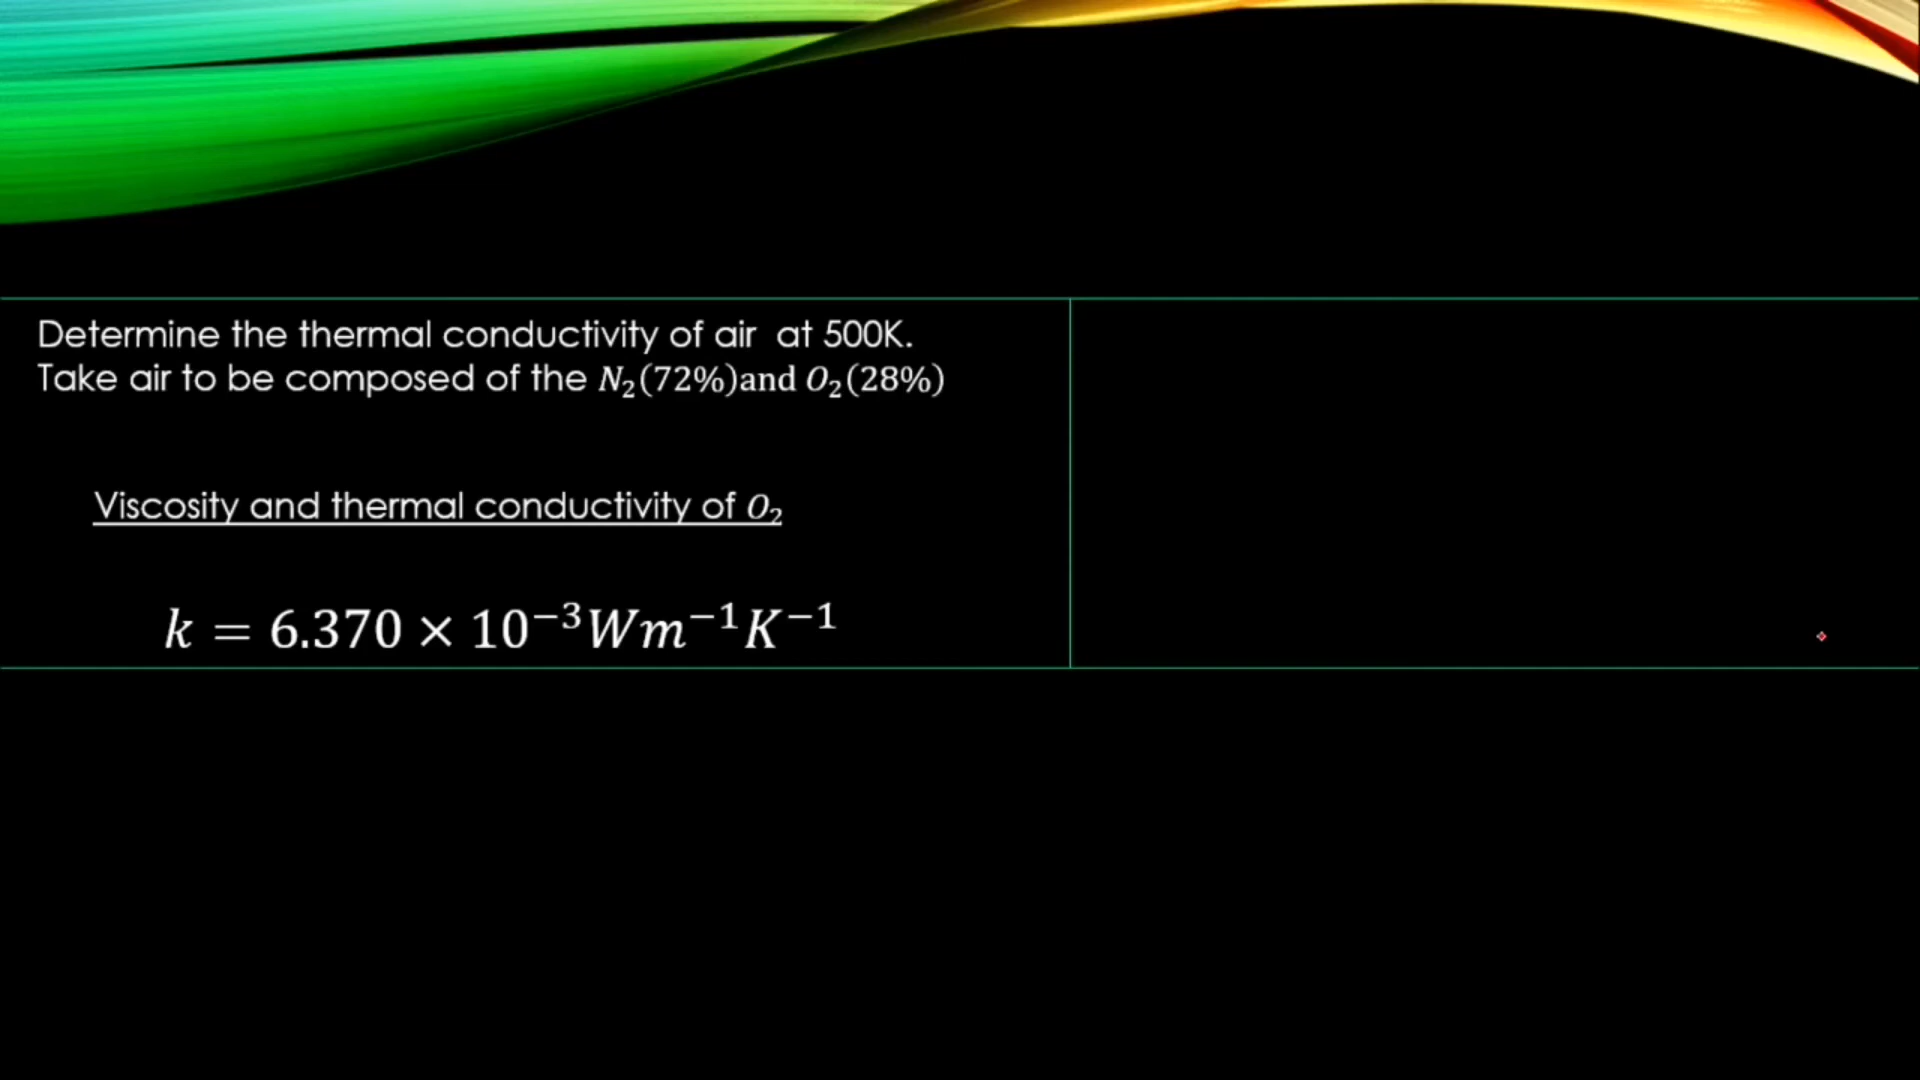 Determine the thermal conductivity of air at 500K.
Take air to be composed of the N₂(72%)and O₂(28%)
Viscosity and thermal conductivity of O₂
k = 6.370 × 10⁻³Wm⁻¹K⁻¹